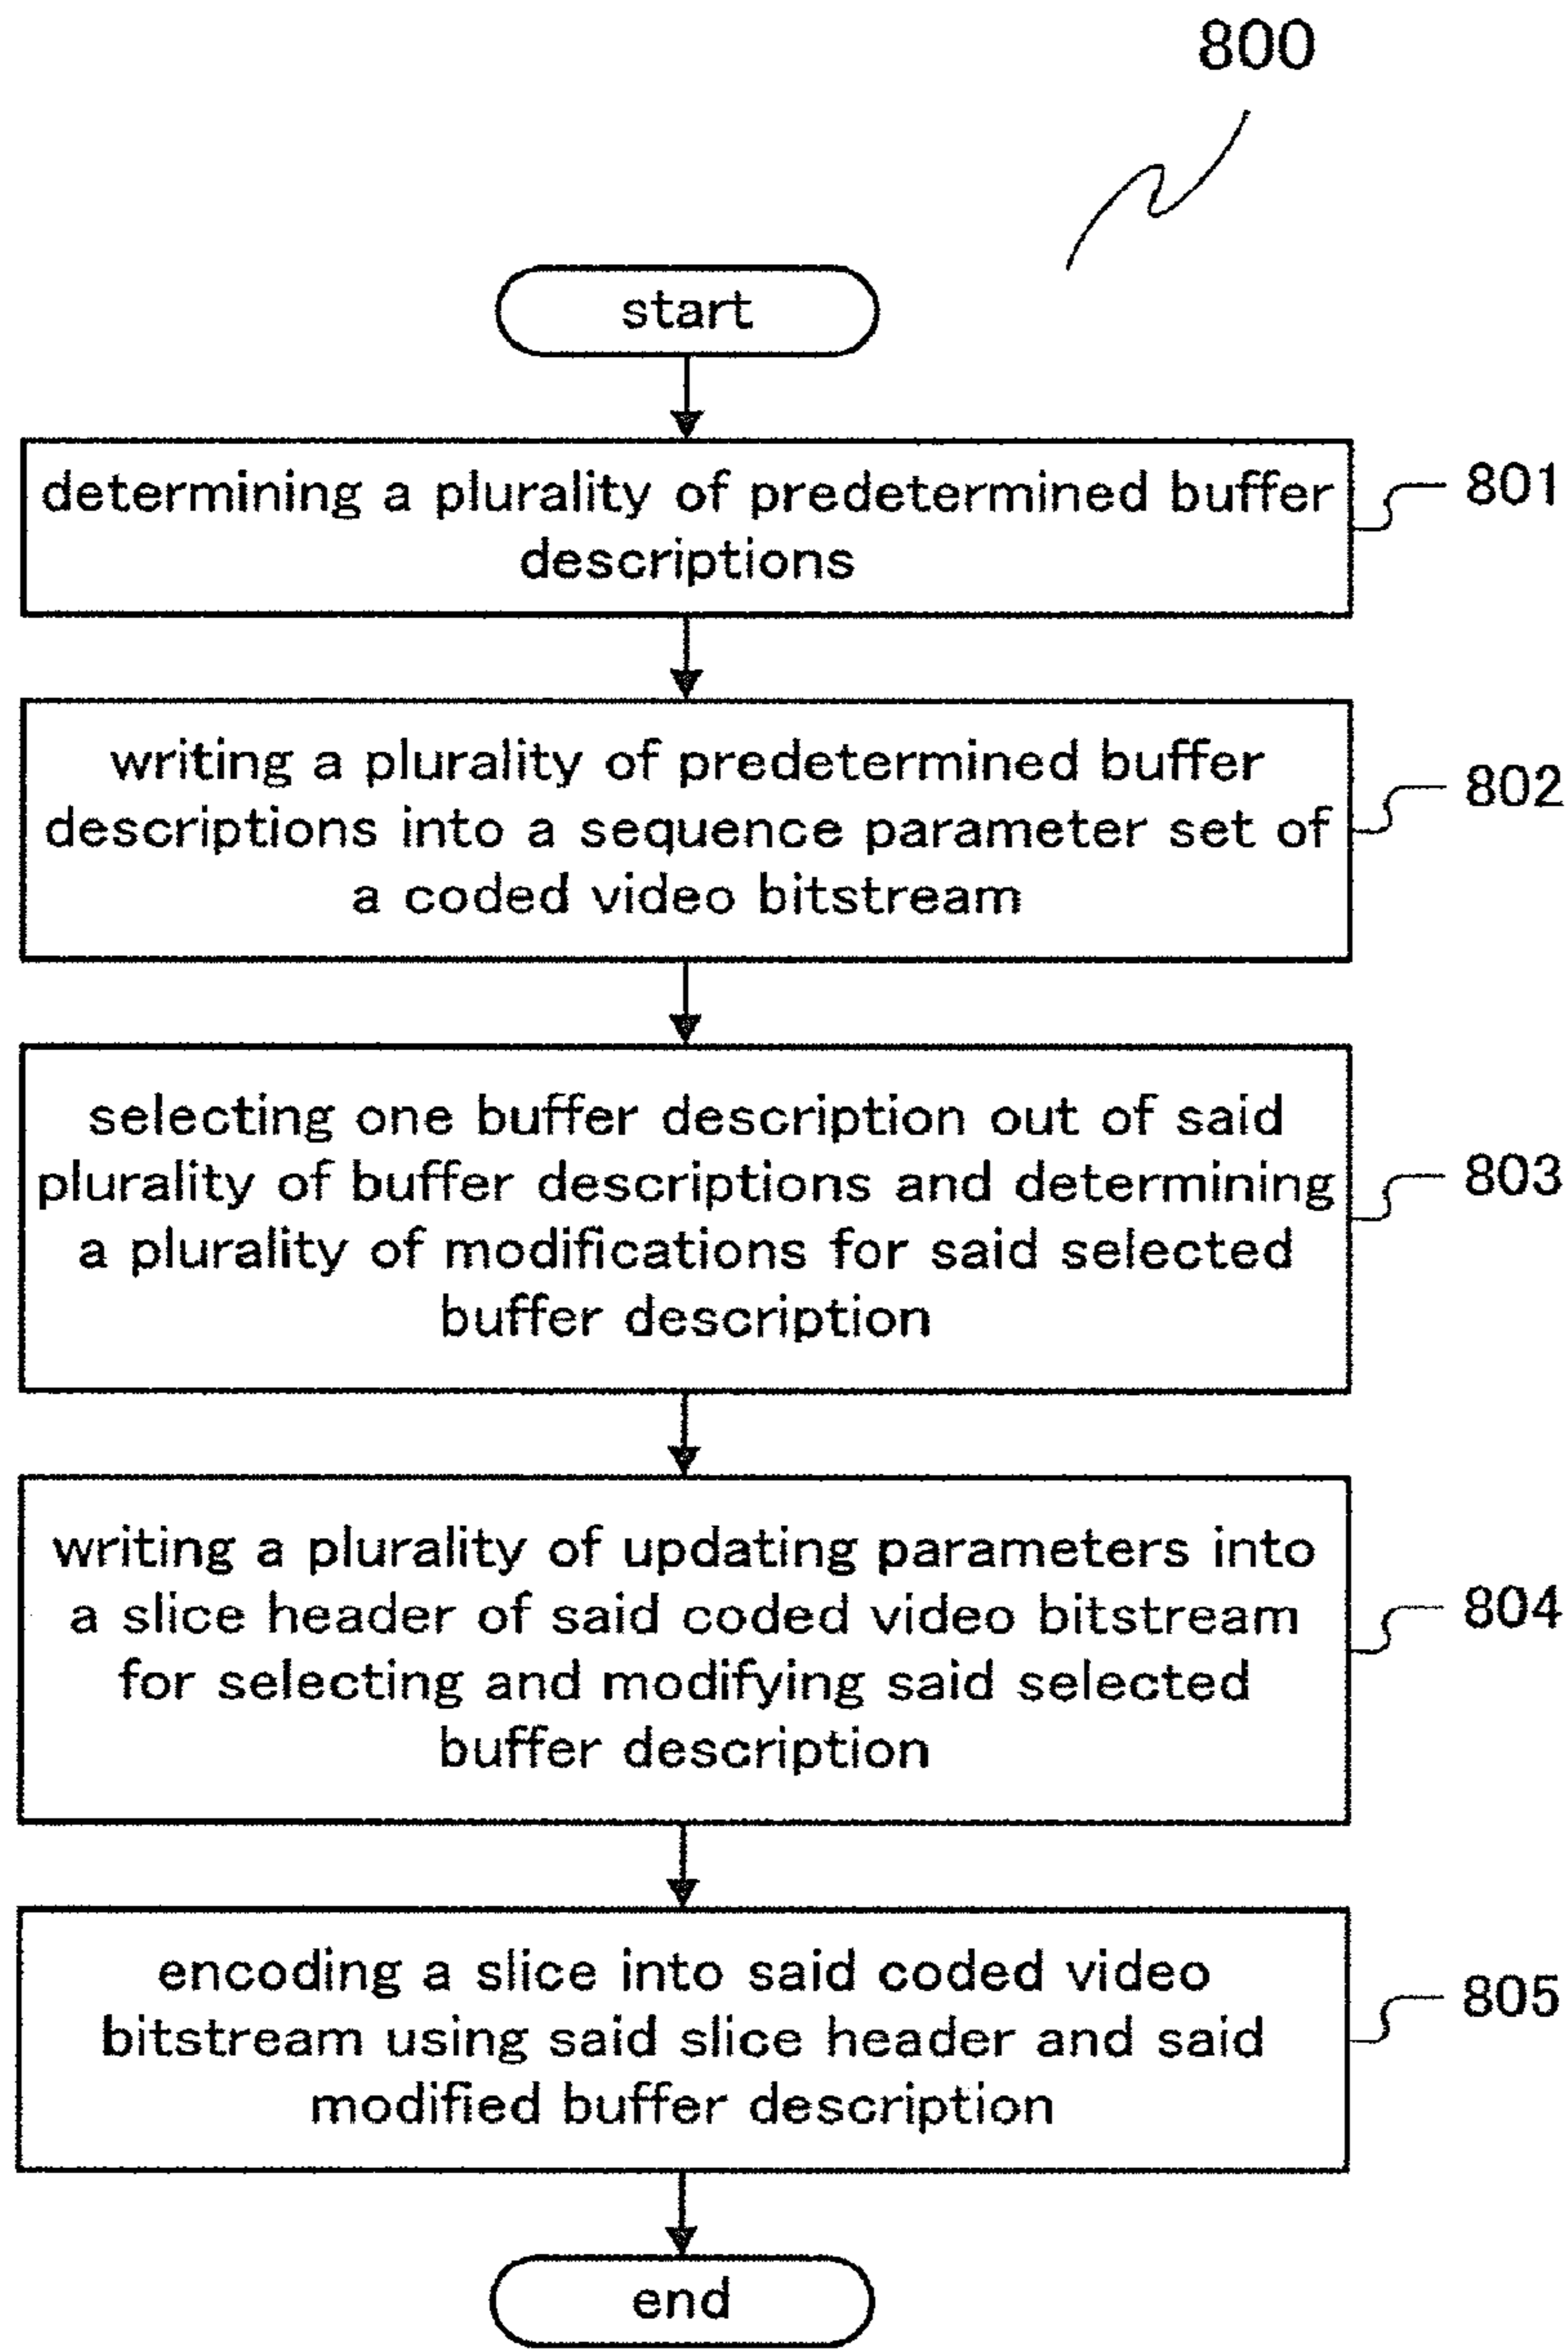 800
start
determining a plurality of predetermined buffer
descriptions
801
writing a plurality of predetermined buffer
descriptions into a sequence parameter set of
a coded video bitstream
802
selecting one buffer description out of said
plurality of buffer descriptions and determining
a plurality of modifications for said selected
buffer description
803
writing a plurality of updating parameters into
a slice header of said coded video bitstream
for selecting and modifying said selected
buffer description
804
encoding a slice into said coded video
bitstream using said slice header and said
modified buffer description
805
end